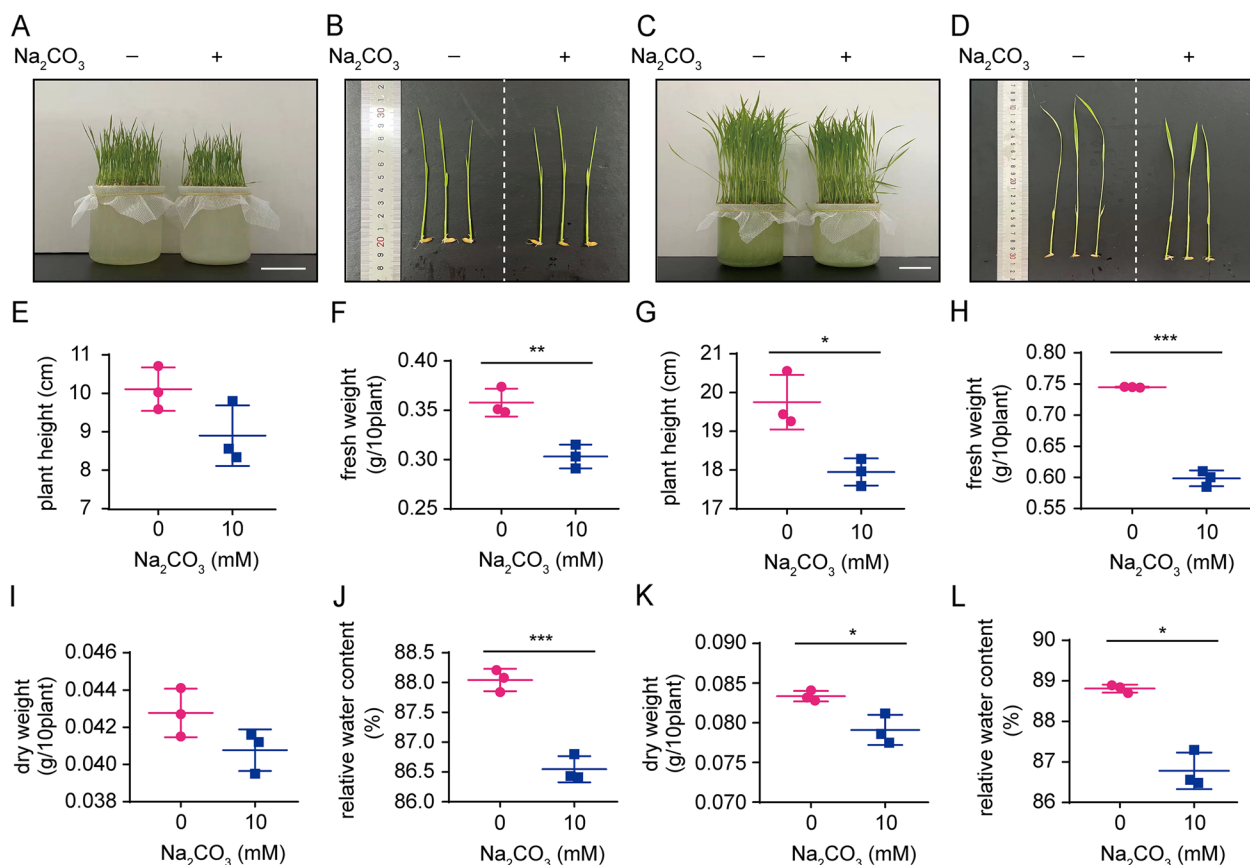 A B C D
Na₂CO₃ – + Na₂CO₃ – + Na₂CO₃ – + Na₂CO₃ – +
E F G H
plant height (cm)
11
10
9
8
7
0 10
Na₂CO₃ (mM)
fresh weight
(g/10plant)
**
0.40
0.35
0.30
0.25
0 10
Na₂CO₃ (mM)
plant height (cm)
*
21
20
19
18
17
0 10
Na₂CO₃ (mM)
fresh weight
(g/10plant)
***
0.80
0.75
0.70
0.65
0.60
0.55
0 10
Na₂CO₃ (mM)
I J K L
dry weight
(g/10plant)
0.046
0.044
0.042
0.040
0.038
0 10
Na₂CO₃ (mM)
relative water content
(%)
***
88.5
88.0
87.5
87.0
86.5
86.0
0 10
Na₂CO₃ (mM)
dry weight
(g/10plant)
*
0.090
0.085
0.080
0.075
0.070
0 10
Na₂CO₃ (mM)
relative water content
(%)
*
90
89
88
87
86
0 10
Na₂CO₃ (mM)